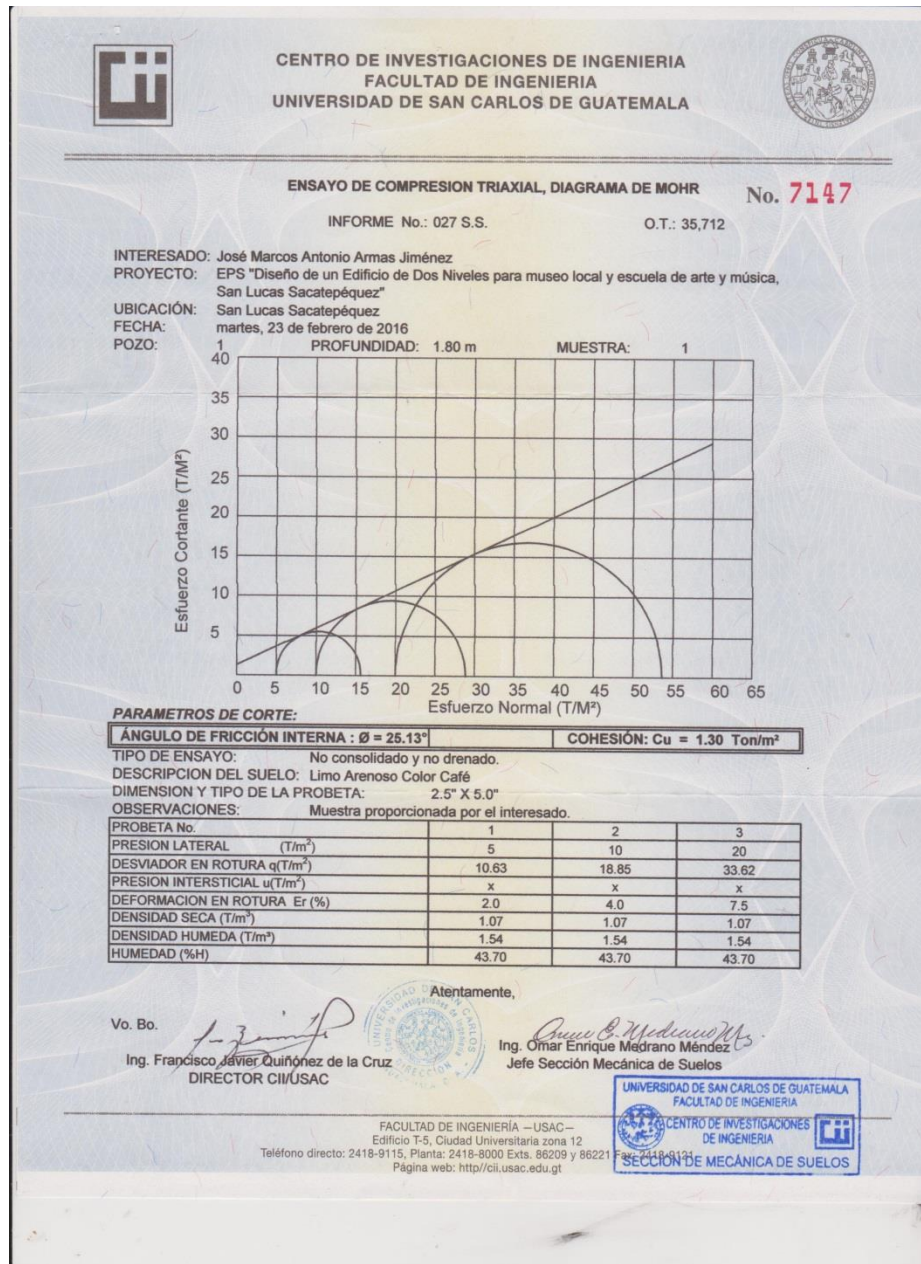 CENTRO DE INVESTIGACIONES DE INGENIERIA
FACULTAD DE INGENIERIA
UNIVERSIDAD DE SAN CARLOS DE GUATEMALA
ENSAYO DE COMPRESION TRIAXIAL, DIAGRAMA DE MOHR
No. 7147
INFORME No.: 027 S.S. O.T.: 35,712
INTERESADO: José Marcos Antonio Armas Jiménez
PROYECTO: EPS "Diseño de un Edificio de Dos Niveles para museo local y escuela de arte y música,
San Lucas Sacatepéquez"
UBICACIÓN: San Lucas Sacatepéquez
FECHA: martes, 23 de febrero de 2016
POZO: 1 PROFUNDIDAD: 1.80 m MUESTRA: 1
40
35
30
25
20
15
10
5
Esfuerzo Cortante (T/M²)
0 5 10 15 20 25 30 35 40 45 50 55 60 65
Esfuerzo Normal (T/M²)
PARAMETROS DE CORTE:
ÁNGULO DE FRICCIÓN INTERNA : Ø = 25.13° COHESIÓN: Cu = 1.30 Ton/m²
TIPO DE ENSAYO: No consolidado y no drenado.
DESCRIPCION DEL SUELO: Limo Arenoso Color Café
DIMENSION Y TIPO DE LA PROBETA: 2.5" X 5.0"
OBSERVACIONES: Muestra proporcionada por el interesado.
PROBETA No. 1 2 3
PRESION LATERAL (T/m²) 5 10 20
DESVIADOR EN ROTURA q(T/m²) 10.63 18.85 33.62
PRESION INTERSTICIAL u(T/m²) x x x
DEFORMACION EN ROTURA Er (%) 2.0 4.0 7.5
DENSIDAD SECA (T/m³) 1.07 1.07 1.07
DENSIDAD HUMEDA (T/m³) 1.54 1.54 1.54
HUMEDAD (%H) 43.70 43.70 43.70
Atentamente,
Vo. Bo.
Ing. Francisco Javier Quiñónez de la Cruz
DIRECTOR CII/USAC
Ing. Omar Enrique Medrano Méndez
Jefe Sección Mecánica de Suelos
UNIVERSIDAD DE SAN CARLOS DE GUATEMALA
FACULTAD DE INGENIERIA
CENTRO DE INVESTIGACIONES
DE INGENIERIA
SECCIÓN DE MECÁNICA DE SUELOS
FACULTAD DE INGENIERÍA —USAC—
Edificio T-5, Ciudad Universitaria zona 12
Teléfono directo: 2418-9115, Planta: 2418-8000 Exts. 86209 y 86221 Fax: 2418-9121
Página web: http//cii.usac.edu.gt